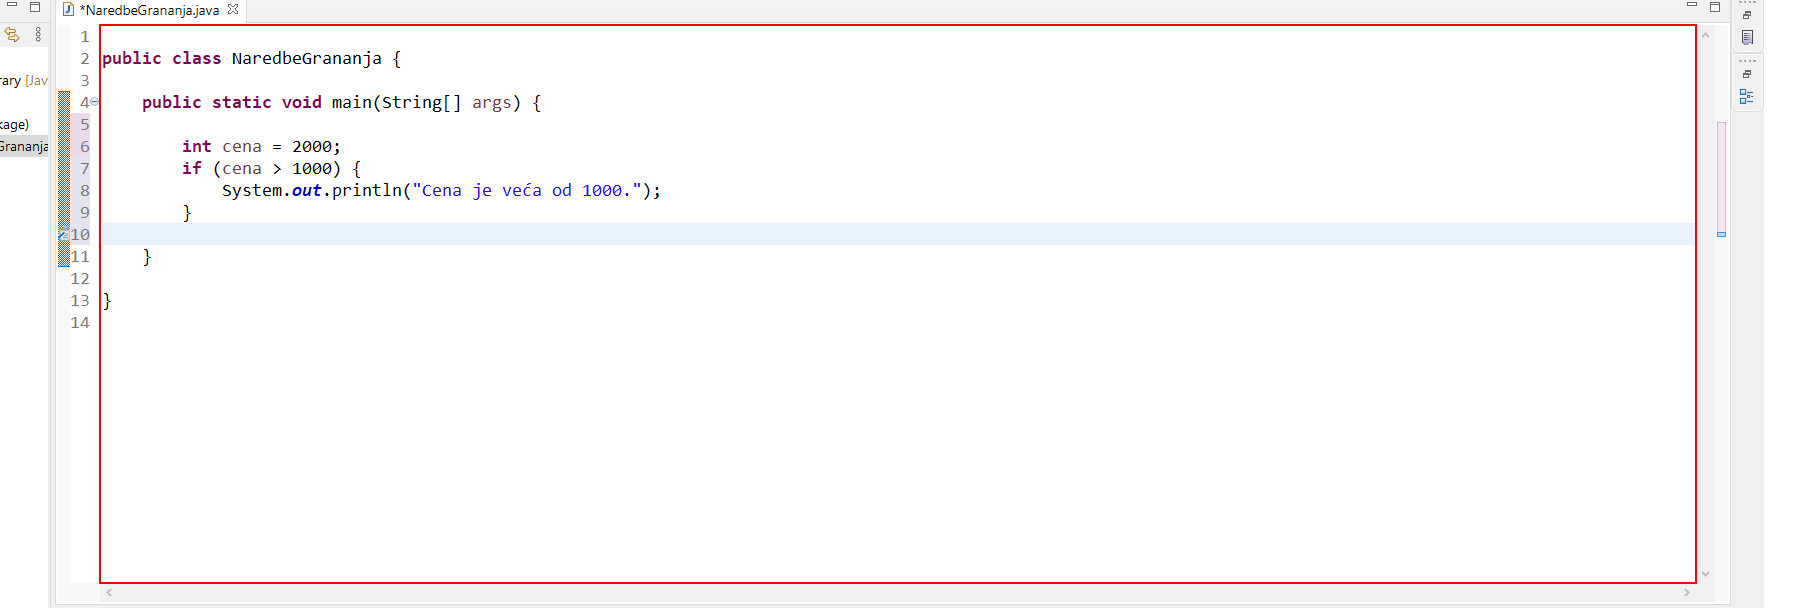 *NaredbeGrananja.java
rary [Jav
kage)
Grananja
1
2 public class NaredbeGrananja {
3
4 public static void main(String[] args) {
5
6 int cena = 2000;
7 if (cena > 1000) {
8 System.out.println("Cena je veća od 1000.");
9 }
10
11 }
12
13 }
14